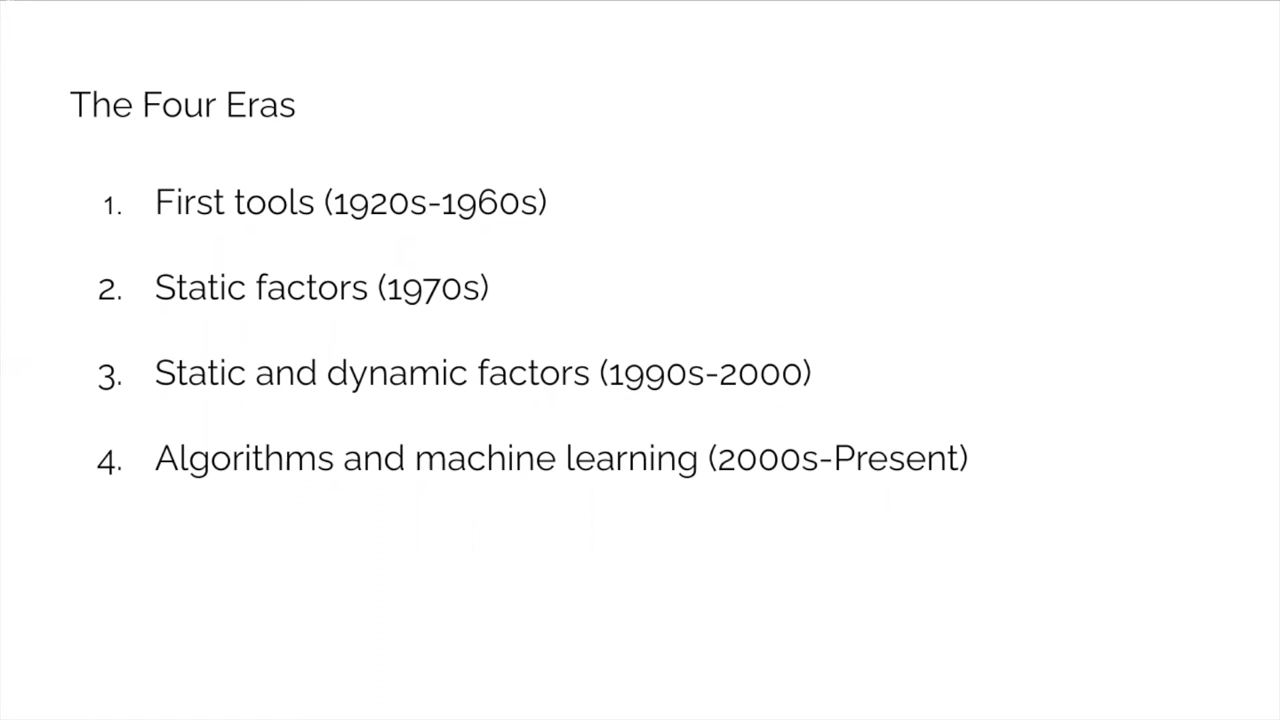 The Four Eras
1. First tools (1920s-1960s)
2. Static factors (1970s)
3. Static and dynamic factors (1990s-2000)
4. Algorithms and machine learning (2000s-Present)